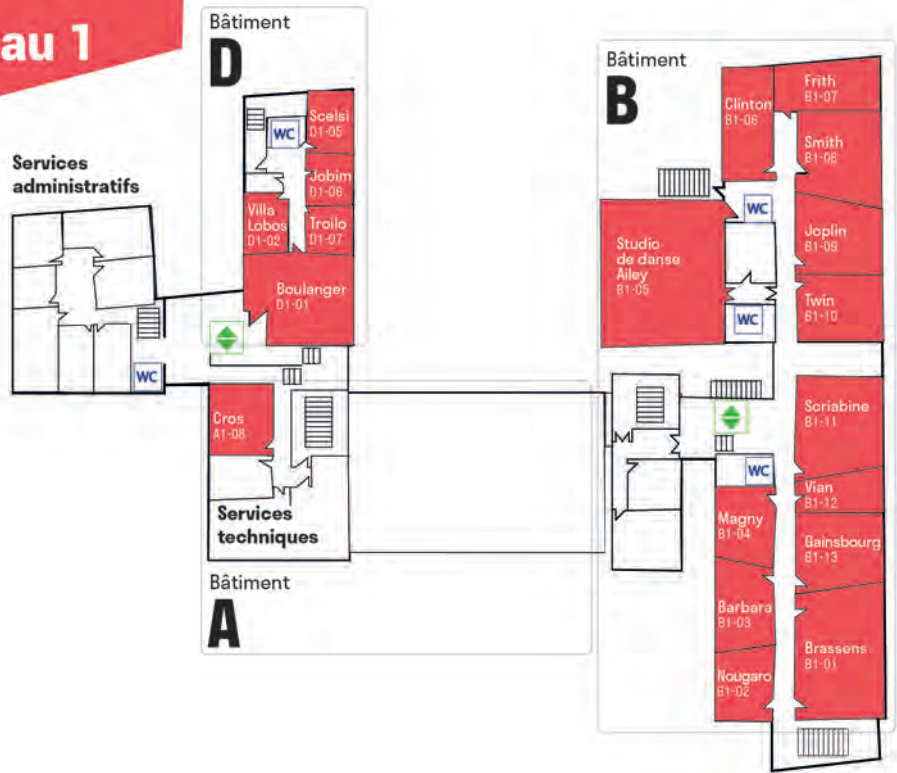 au 1
Bâtiment
D
Scelsi
D1-05
WC
Jobim
D1-06
Villa
Lobos
D1-02
Troilo
D1-07
Boulanger
D1-01
Services
administratifs
WC
Cros
A1-08
Services
techniques
Bâtiment
A
Bâtiment
B
Clinton
B1-06
Frith
B1-07
Smith
B1-08
WC
Joplin
B1-09
Studio
de danse
Ailey
B1-05
Twin
B1-10
WC
Scriabine
B1-11
WC
Vian
B1-12
Magny
B1-04
Gainsbourg
B1-13
Barbara
B1-03
Brassens
B1-01
Nougaro
B1-02